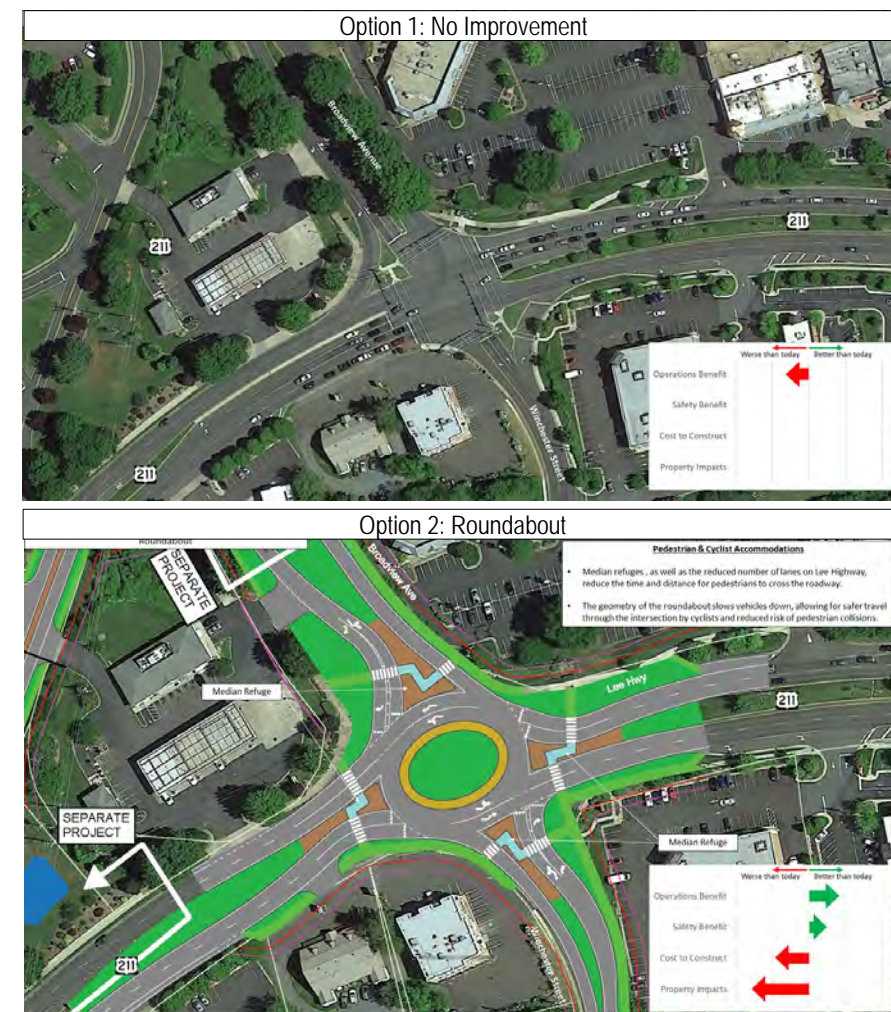 Option 1: No Improvement
Broadview Avenue
211
211
211
Winchester Street
Worse than today Better than today
Operations Benefit
Safety Benefit
Cost to Construct
Property Impacts
Option 2: Roundabout
Roundabout
SEPARATE
PROJECT
Broadview Ave
Pedestrian & Cyclist Accommodations
• Median refuges , as well as the reduced number of lanes on Lee Highway,
reduce the time and distance for pedestrians to cross the roadway.
• The geometry of the roundabout slows vehicles down, allowing for safer travel
through the intersection by cyclists and reduced risk of pedestrian collisions.
Median Refuge
Lee Hwy
211
SEPARATE
PROJECT
Median Refuge
211
Winchester Street
Worse than today Better than today
Operations Benefit
Safety Benefit
Cost to Construct
Property Impacts